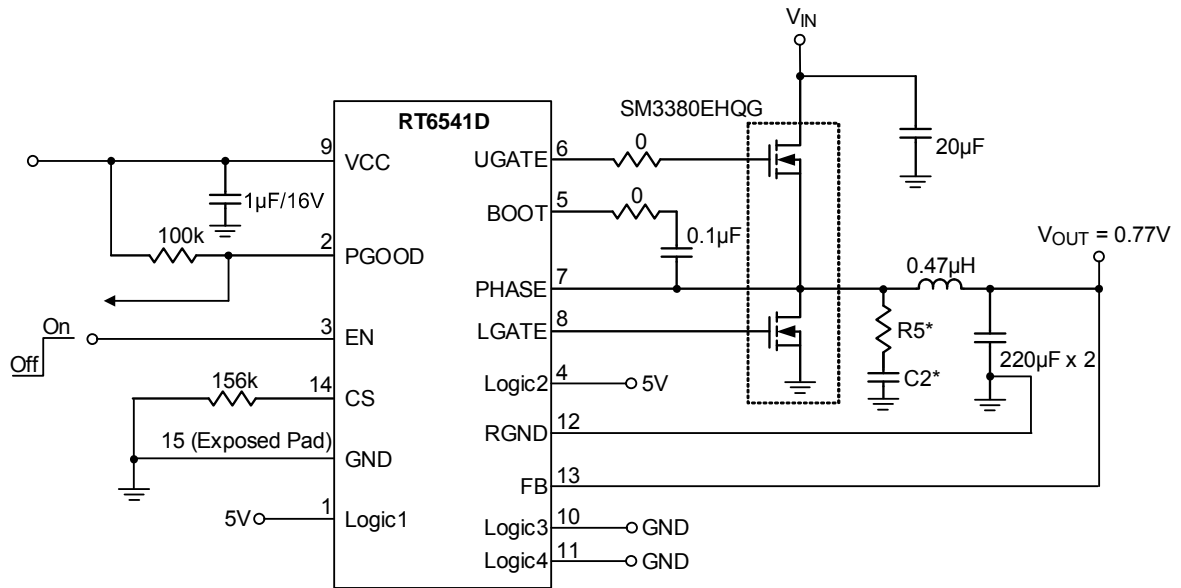 V_IN
SM3380EHQG
RT6541D
20µF
9
VCC
UGATE
6
0
1µF/16V
BOOT
5
0
0.1µF
100k
2
PGOOD
V_OUT = 0.77V
0.47µH
PHASE
7
On
Off
3
EN
LGATE
8
R5*
C2*
220µF x 2
156k
14
CS
Logic2
4
5V
15 (Exposed Pad)
GND
RGND
12
FB
13
5V
1
Logic1
Logic3
10
GND
Logic4
11
GND